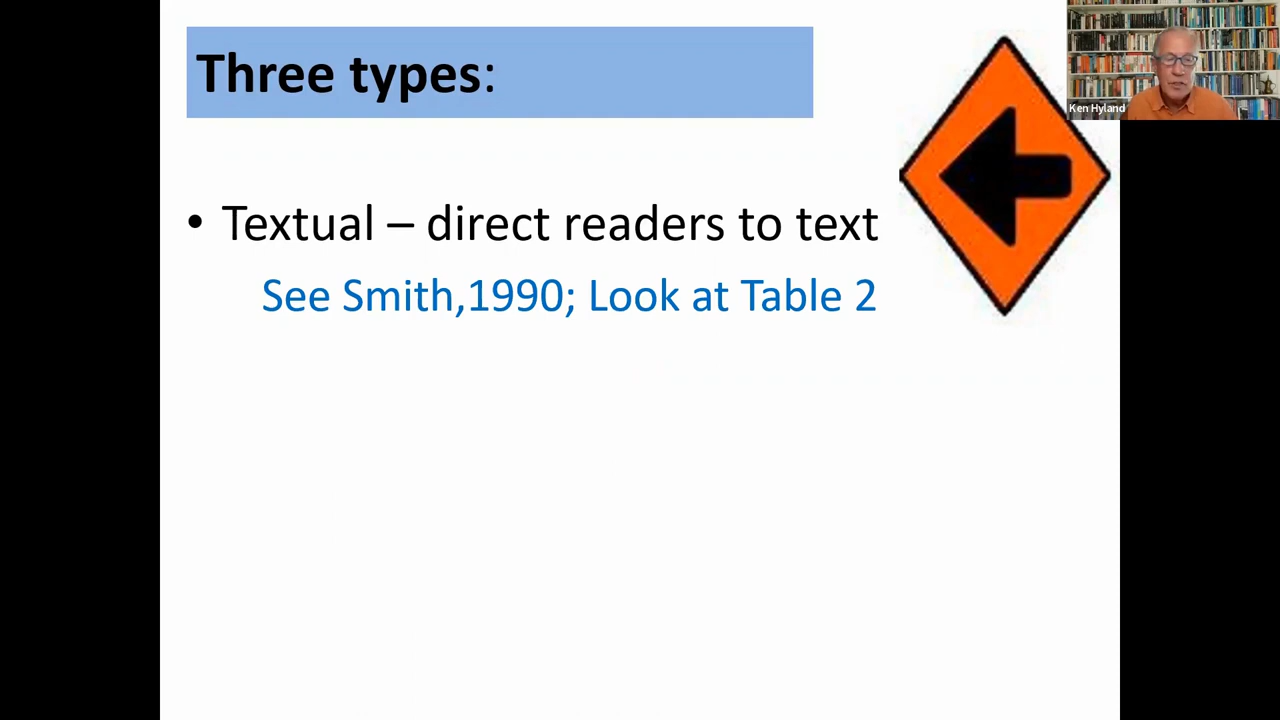 Three types:
• Textual – direct readers to text
See Smith,1990; Look at Table 2
Ken Hyland